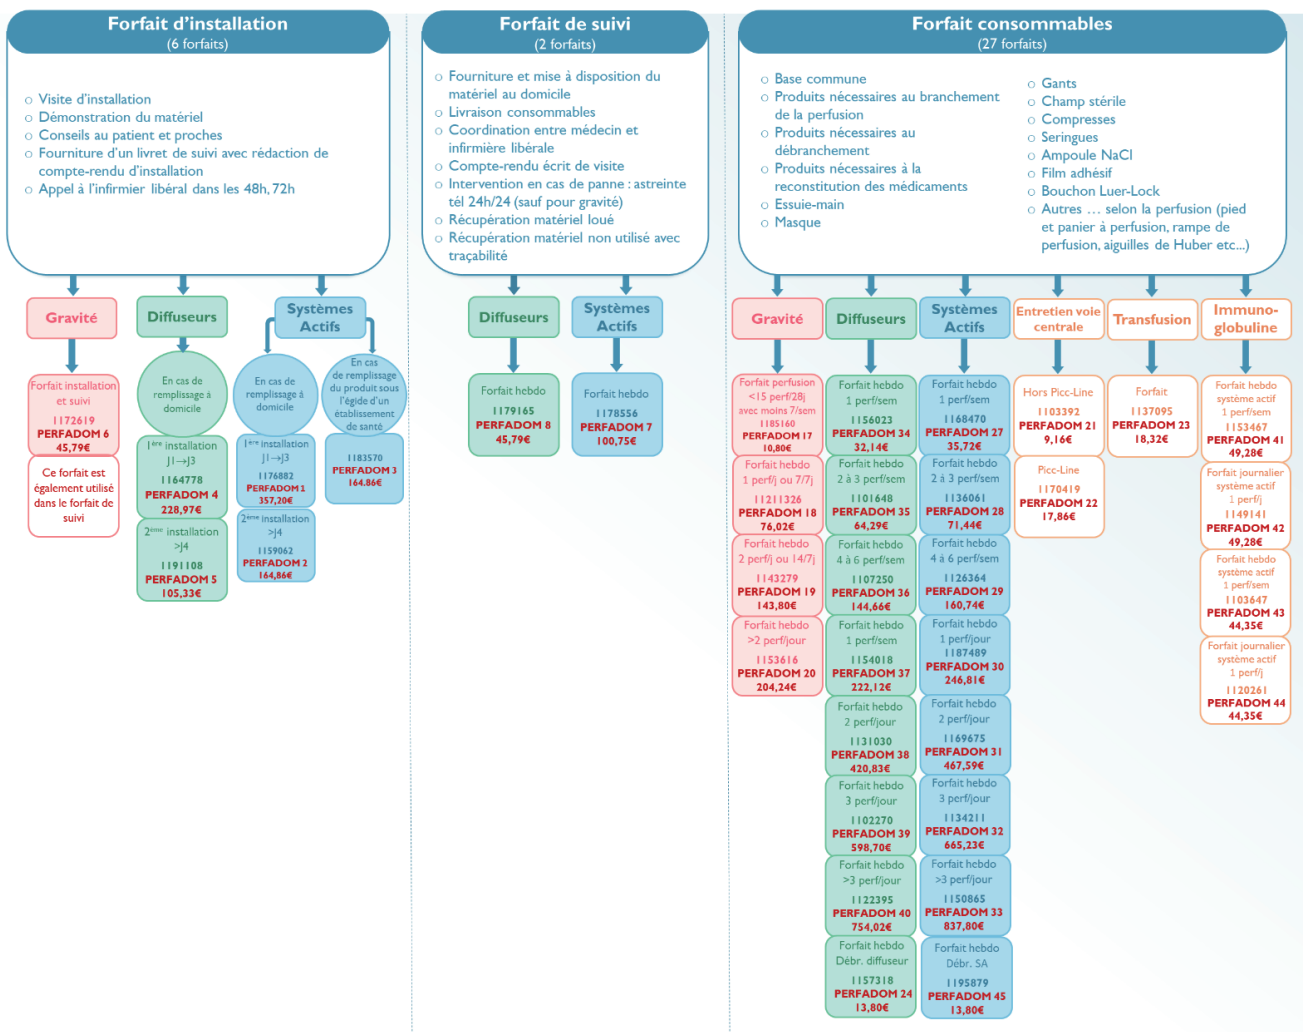 Forfait d’installation
(6 forfaits)
o Visite d’installation
o Démonstration du matériel
o Conseils au patient et proches
o Fourniture d’un livret de suivi avec rédaction de
compte-rendu d’installation
o Appel à l’infirmier libéral dans les 48h, 72h
Gravité
Forfait installation
et suivi
1172619
PERFADOM 6
45,79€
Ce forfait est
également utilisé
dans le forfait de
suivi
Diffuseurs
En cas de
remplissage à
domicile
1ère installation
J1→J3
1164778
PERFADOM 4
228,97€
2ème installation
>J4
1191108
PERFADOM 5
105,33€
Systèmes
Actifs
En cas de
remplissage à
domicile
1ère installation
J1→J3
1176882
PERFADOM 1
357,20€
2ème installation
>J4
1159062
PERFADOM 2
164,86€
En cas
de remplissage
du produit sous
l’égide d’un
établissement
de santé
1183570
PERFADOM 3
164.86€
Forfait de suivi
(2 forfaits)
o Fourniture et mise à disposition du
matériel au domicile
o Livraison consommables
o Coordination entre médecin et
infirmière libérale
o Compte-rendu écrit de visite
o Intervention en cas de panne : astreinte
tél 24h/24 (sauf pour gravité)
o Récupération matériel loué
o Récupération matériel non utilisé avec
traçabilité
Diffuseurs
Forfait hebdo
1179165
PERFADOM 8
45,79€
Systèmes
Actifs
Forfait hebdo
1178556
PERFADOM 7
100,75€
Forfait consommables
(27 forfaits)
o Base commune
o Produits nécessaires au branchement
de la perfusion
o Produits nécessaires au
débranchement
o Produits nécessaires à la
reconstitution des médicaments
o Essuie-main
o Masque
o Gants
o Champ stérile
o Compresses
o Seringues
o Ampoule NaCl
o Film adhésif
o Bouchon Luer-Lock
o Autres ... selon la perfusion (pied
et panier à perfusion, rampe de
perfusion, aiguilles de Huber etc...)
Gravité
Forfait perfusion
<15 perf/28j
avec moins 7/sem
1185160
PERFADOM 17
10,80€
Forfait hebdo
1 perf/j ou 7/7j
11211326
PERFADOM 18
76,02€
Forfait hebdo
2 perf/j ou 14/7j
1143279
PERFADOM 19
143,80€
Forfait hebdo
>2 perf/jour
1153616
PERFADOM 20
204,24€
Diffuseurs
Forfait hebdo
1 perf/sem
1156023
PERFADOM 34
32,14€
Forfait hebdo
2 à 3 perf/sem
1101648
PERFADOM 35
64,29€
Forfait hebdo
4 à 6 perf/sem
1107250
PERFADOM 36
144,66€
Forfait hebdo
1 perf/sem
1154018
PERFADOM 37
222,12€
Forfait hebdo
2 perf/jour
1131030
PERFADOM 38
420,83€
Forfait hebdo
3 perf/jour
1102270
PERFADOM 39
598,70€
Forfait hebdo
>3 perf/jour
1122395
PERFADOM 40
754,02€
Forfait hebdo
Débr. diffuseur
1157318
PERFADOM 24
13,80€
Systèmes
Actifs
Forfait hebdo
1 perf/sem
1168470
PERFADOM 27
35,72€
Forfait hebdo
2 à 3 perf/sem
1136061
PERFADOM 28
71,44€
Forfait hebdo
4 à 6 perf/sem
1126364
PERFADOM 29
160,74€
Forfait hebdo
1 perf/jour
1187489
PERFADOM 30
246,81€
Forfait hebdo
2 perf/jour
1169675
PERFADOM 31
467,59€
Forfait hebdo
3 perf/jour
1134211
PERFADOM 32
665,23€
Forfait hebdo
>3 perf/jour
1150865
PERFADOM 33
837,80€
Forfait hebdo
Débr. SA
1195879
PERFADOM 45
13,80€
Entretien voie
centrale
Hors Picc-Line
1103392
PERFADOM 21
9,16€
Picc-Line
1170419
PERFADOM 22
17,86€
Transfusion
Forfait
1137095
PERFADOM 23
18,32€
Immuno-
globuline
Forfait hebdo
système actif
1 perf/sem
1153467
PERFADOM 41
49,28€
Forfait journalier
système actif
1 perf/j
1149141
PERFADOM 42
49,28€
Forfait hebdo
système actif
1 perf/sem
1103647
PERFADOM 43
44,35€
Forfait journalier
système actif
1 perf/j
1120261
PERFADOM 44
44,35€